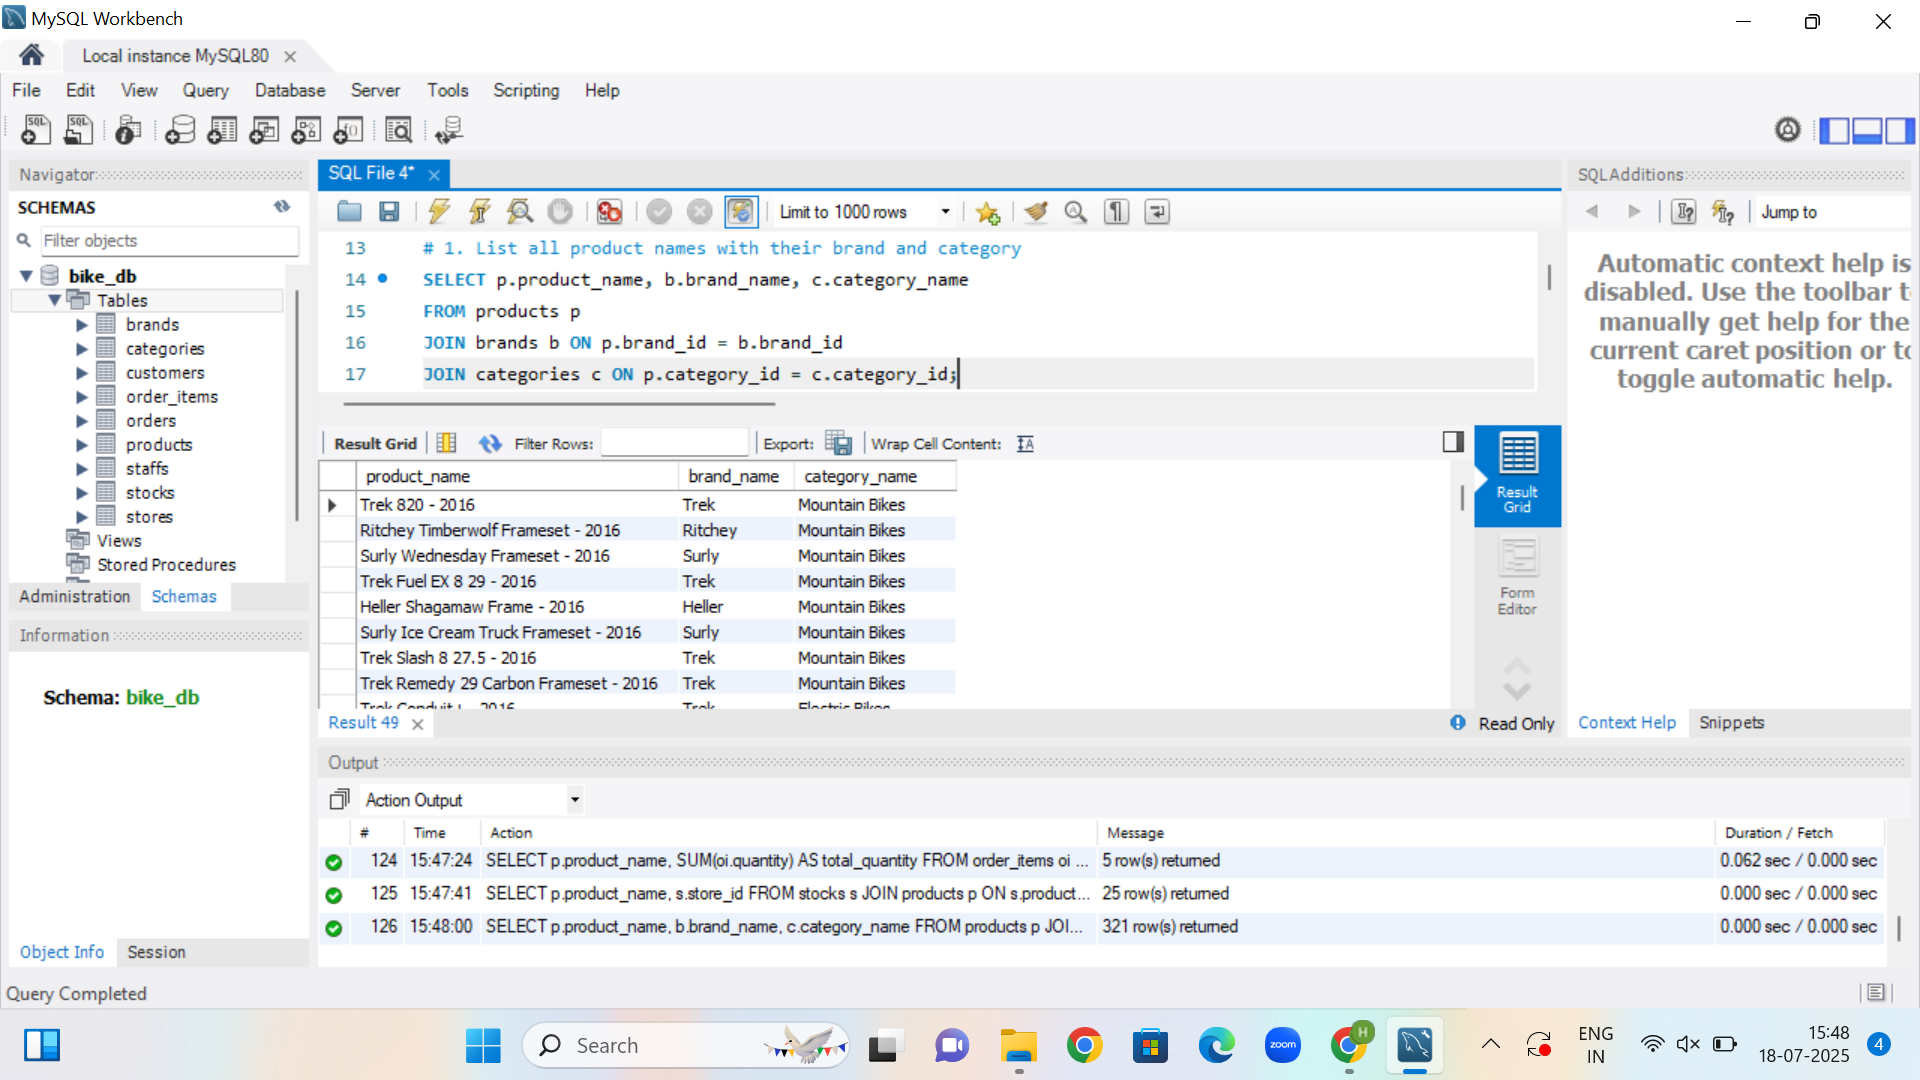 MySQL Workbench
Local instance MySQL80
File Edit View Query Database Server Tools Scripting Help
Navigator
SCHEMAS
Filter objects
bike_db
Tables
brands
categories
customers
order_items
orders
products
staffs
stocks
stores
Views
Stored Procedures
Administration Schemas
Information
Schema: bike_db
Object Info Session
Query Completed
SQL File 4*
Limit to 1000 rows
13 # 1. List all product names with their brand and category
14 SELECT p.product_name, b.brand_name, c.category_name
15 FROM products p
16 JOIN brands b ON p.brand_id = b.brand_id
17 JOIN categories c ON p.category_id = c.category_id;
Result Grid Filter Rows: Export: Wrap Cell Content:
product_name brand_name category_name
Trek 820 - 2016 Trek Mountain Bikes
Ritchey Timberwolf Frameset - 2016 Ritchey Mountain Bikes
Surly Wednesday Frameset - 2016 Surly Mountain Bikes
Trek Fuel EX 8 29 - 2016 Trek Mountain Bikes
Heller Shagamaw Frame - 2016 Heller Mountain Bikes
Surly Ice Cream Truck Frameset - 2016 Surly Mountain Bikes
Trek Slash 8 27.5 - 2016 Trek Mountain Bikes
Trek Remedy 29 Carbon Frameset - 2016 Trek Mountain Bikes
Trek Conduit+ - 2016 Trek Electric Bikes
Result Grid
Form Editor
Result 49
Read Only
SQLAdditions
Jump to
Automatic context help is
disabled. Use the toolbar t
manually get help for the
current caret position or to
toggle automatic help.
Context Help Snippets
Output
Action Output
# Time Action Message Duration / Fetch
124 15:47:24 SELECT p.product_name, SUM(oi.quantity) AS total_quantity FROM order_items oi ... 5 row(s) returned 0.062 sec / 0.000 sec
125 15:47:41 SELECT p.product_name, s.store_id FROM stocks s JOIN products p ON s.product... 25 row(s) returned 0.000 sec / 0.000 sec
126 15:48:00 SELECT p.product_name, b.brand_name, c.category_name FROM products p JOI... 321 row(s) returned 0.000 sec / 0.000 sec
Search
zoom
H
ENG
IN
15:48
18-07-2025
4